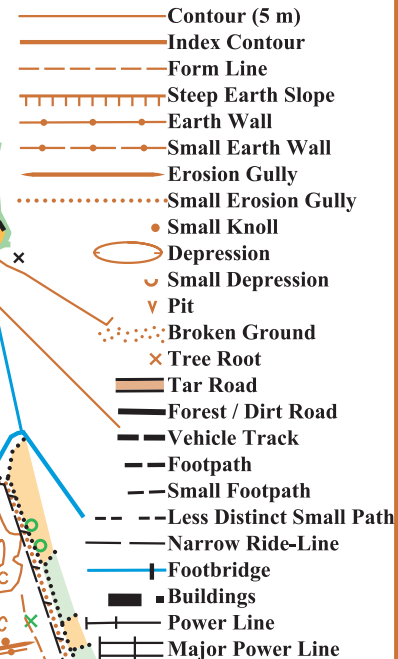 Contour (5 m)
Index Contour
Form Line
Steep Earth Slope
Earth Wall
Small Earth Wall
Erosion Gully
Small Erosion Gully
Small Knoll
Depression
Small Depression
Pit
Broken Ground
Tree Root
Tar Road
Forest / Dirt Road
Vehicle Track
Footpath
Small Footpath
Less Distinct Small Path
Narrow Ride-Line
Footbridge
Buildings
Power Line
Major Power Line